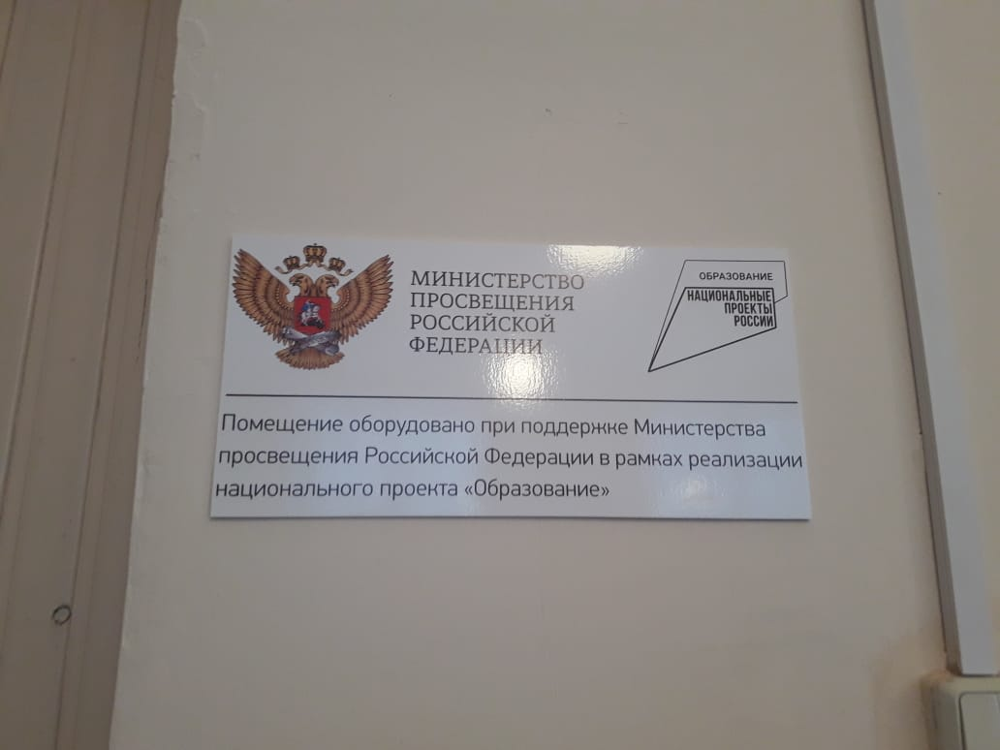 МИНИСТЕРСТВО
ПРОСВЕЩЕНИЯ
РОССИЙСКОЙ
ФЕДЕРАЦИИ
ОБРАЗОВАНИЕ
НАЦИОНАЛЬНЫЕ
ПРОЕКТЫ
РОССИИ
Помещение оборудовано при поддержке Министерства
просвещения Российской Федерации в рамках реализации
национального проекта «Образование»